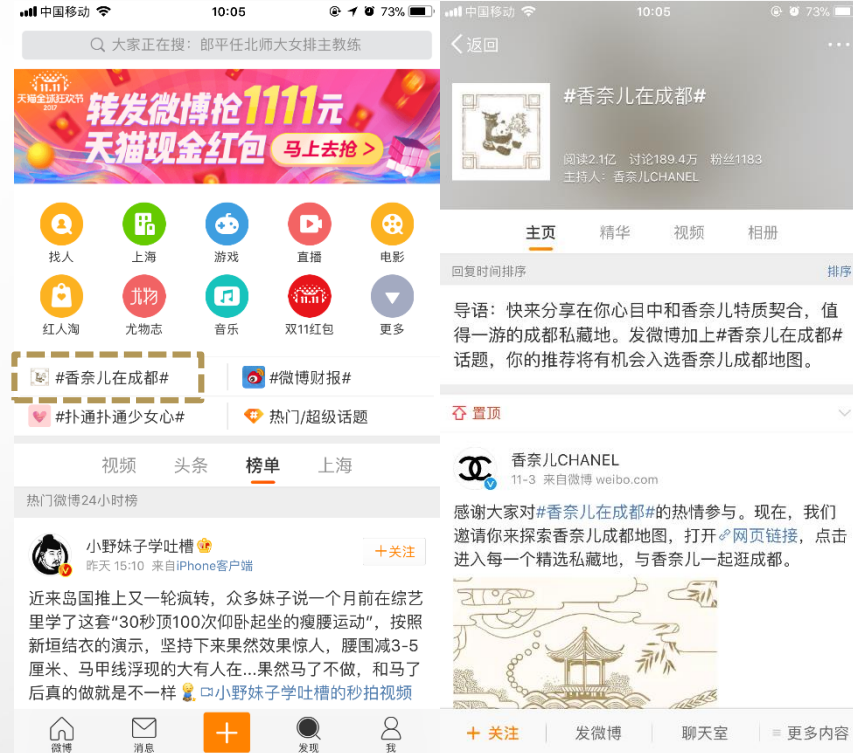 中国移动 10:05 73%
大家正在搜：郎平任北师大女排主教练
11.11
天猫全球狂欢节
2017
转发微博抢1111元
天猫现金红包 马上去抢 >
找人 上海 游戏 直播 电影
尤物
11.11
红人淘 尤物志 音乐 双11红包 更多
#香奈儿在成都# #微博财报#
#扑通扑通少女心# 热门/超级话题
视频 头条 榜单 上海
热门微博24小时榜
小野妹子学吐槽
+关注
昨天 15:10 来自iPhone客户端
近来岛国推上又一轮疯转，众多妹子说一个月前在综艺
里学了这套“30秒顶100次仰卧起坐的瘦腰运动”，按照
新垣结衣的演示，坚持下来果然效果惊人，腰围减3-5
厘米、马甲线浮现的大有人在...果然马了不做，和马了
后真的做就是不一样 小野妹子学吐槽的秒拍视频
微博 消息 发现 我
中国移动 10:05 73%
返回
#香奈儿在成都#
阅读2.1亿 讨论189.4万 粉丝1183
主持人：香奈儿CHANEL
主页 精华 视频 相册
回复时间排序 排序
导语：快来分享在你心目中和香奈儿特质契合，值
得一游的成都私藏地。发微博加上#香奈儿在成都#
话题，你的推荐将有机会入选香奈儿成都地图。
置顶
香奈儿CHANEL
11-3 来自微博 weibo.com
感谢大家对#香奈儿在成都#的热情参与。现在，我们
邀请你来探索香奈儿成都地图，打开网页链接，点击
进入每一个精选私藏地，与香奈儿一起逛成都。
+ 关注 发微博 聊天室 更多内容